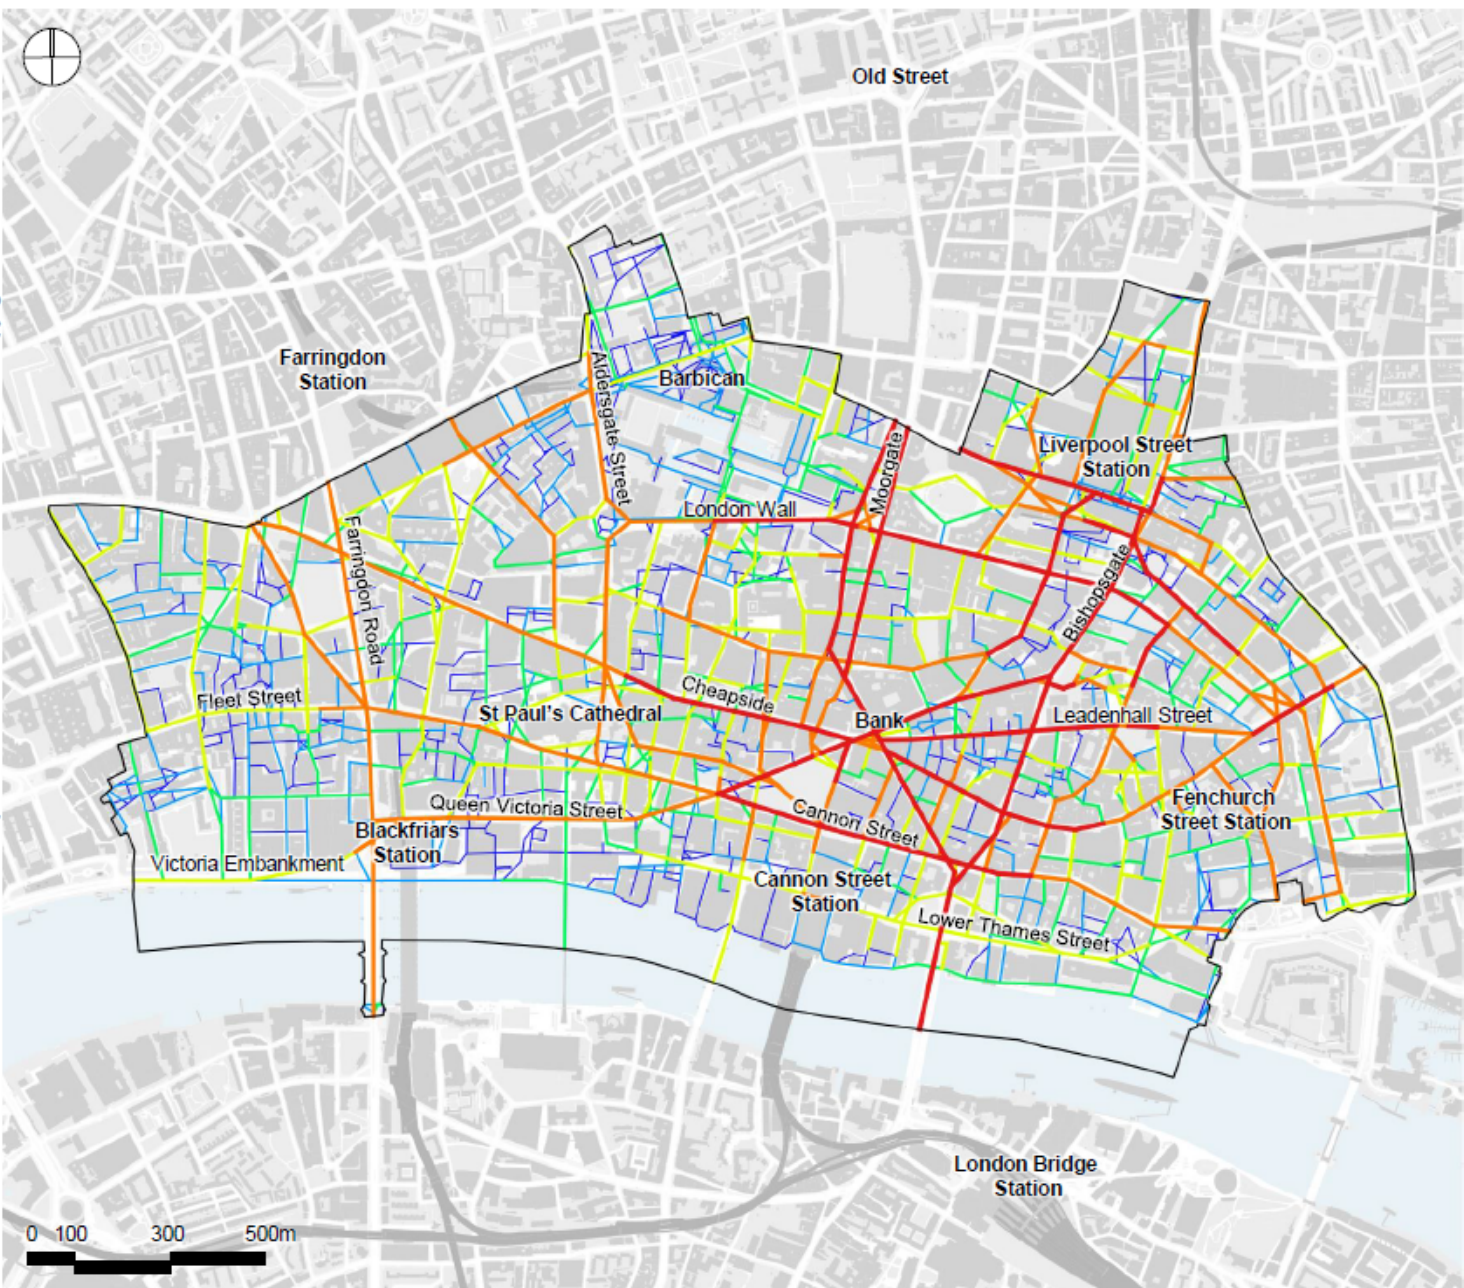 Old Street
Farringdon
Station
Barbican
Aldersgate Street
Moorgate
Liverpool Street
Station
London Wall
Farringdon Road
Bishopsgate
Fleet Street
Cheapside
St Paul's Cathedral
Bank
Leadenhall Street
Queen Victoria Street
Cannon Street
Fenchurch
Street Station
Blackfriars
Station
Victoria Embankment
Cannon Street
Station
Lower Thames Street
London Bridge
Station
0 100 300 500m